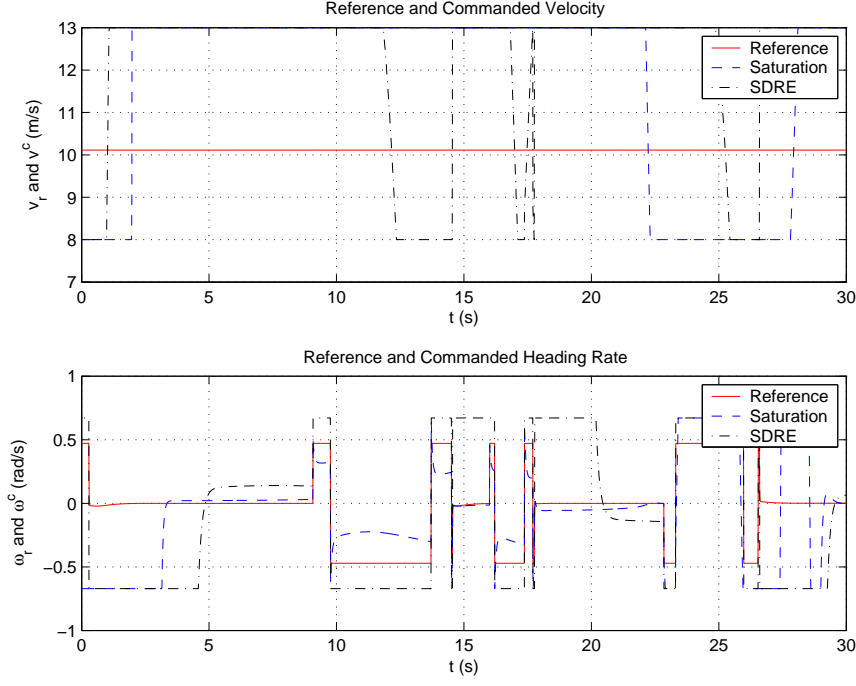 Reference and Commanded Velocity
13
12
11
10
9
8
7
v_r and v^c (m/s)
Reference
Saturation
SDRE
0 5 10 15 20 25 30
t (s)
Reference and Commanded Heading Rate
1
0.5
0
−0.5
−1
ω_r and ω^c (rad/s)
Reference
Saturation
SDRE
0 5 10 15 20 25 30
t (s)